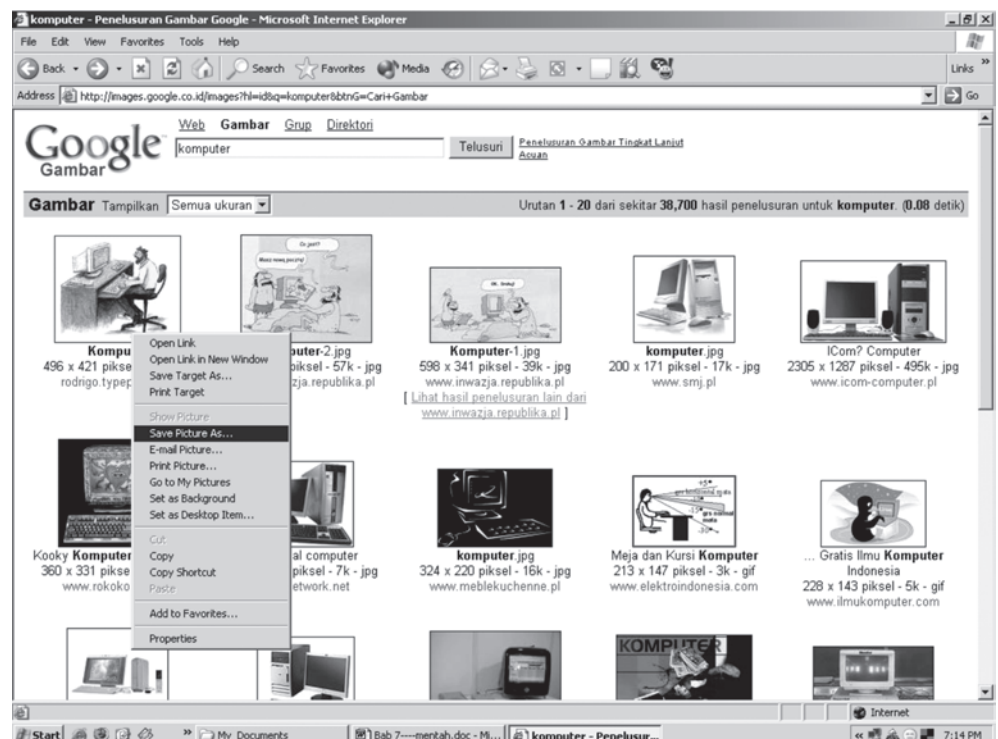 komputer - Penelusuran Gambar Google - Microsoft Internet Explorer
File Edit View Favorites Tools Help
Back Search Favorites Media Links
Address http://images.google.co.id/images?hl=id&q=komputer&btnG=Cari+Gambar Go
Google Gambar
Web Gambar Grup Direktori
komputer Telusuri Penelusuran Gambar Tingkat Lanjut
Acuan
Gambar Tampilkan Semua ukuran Urutan 1 - 20 dari sekitar 38,700 hasil penelusuran untuk komputer. (0.08 detik)
Kompu
496 x 421 pikse
rodrigo.typep
puter-2.jpg
piksel - 57k - jpg
zja.republika.pl
OK, lindną!
Komputer-1.jpg
598 x 341 piksel - 39k - jpg
www.inwazja.republika.pl
[ Lihat hasil penelusuran lain dari
www.inwazja.republika.pl ]
komputer.jpg
200 x 171 piksel - 17k - jpg
www.smj.pl
ICom? Computer
2305 x 1287 piksel - 495k - jpg
www.icom-computer.pl
Open Link
Open Link in New Window
Save Target As...
Print Target
Show Picture
Save Picture As...
E-mail Picture...
Print Picture...
Go to My Pictures
Set as Background
Set as Desktop Item...
Cut
Copy
Copy Shortcut
Paste
Add to Favorites...
Properties
Kooky Komputer
360 x 331 pikse
www.rokoko
al computer
piksel - 7k - jpg
etwork.net
komputer.jpg
324 x 220 piksel - 16k - jpg
www.meblekuchenne.pl
Meja dan Kursi Komputer
213 x 147 piksel - 3k - gif
www.elektroindonesia.com
... Gratis Ilmu Komputer
Indonesia
228 x 143 piksel - 5k - gif
www.ilmukomputer.com
KOMPUTER
Internet
Start My Documents Bab 7----mentah.doc - Mi... komputer - Penelusur... 7:14 PM